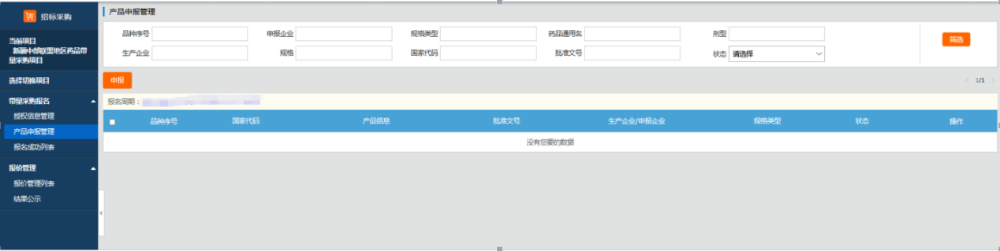 招标采购
当前项目
新疆中部联盟地区药品带
量采购项目
选择切换项目
带量采购报名
授权信息管理
产品申报管理
报名成功列表
报价管理
报价管理列表
结果公示
产品申报管理
品种序号 申报企业 规格类型 药品通用名 剂型
生产企业 规格 国家代码 批准文号 状态 请选择
筛选
申报
1/1
报名周期：
品种序号 国家代码 产品信息 批准文号 生产企业/申报企业 规格类型 状态 操作
没有您要的数据